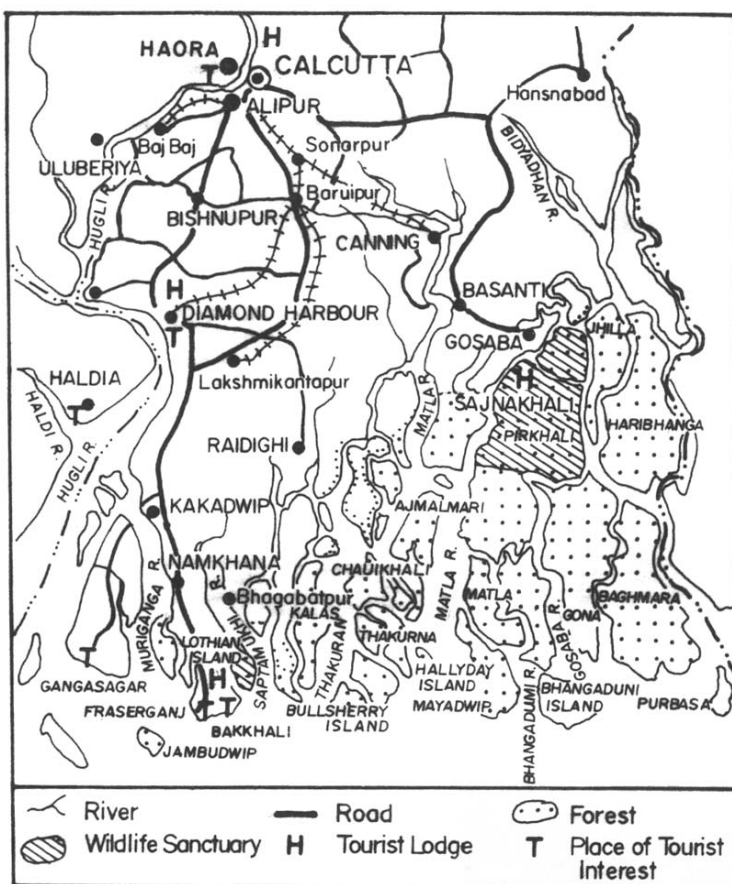 H
HAORA
T
CALCUTTA
ALIPUR
Hansnabad
Baj Baj
Sonarpur
ULUBERIYA
BIDYADHAN R.
HUGLI R.
Baruipur
BISHNUPUR
CANNING
H
BASANTI
DIAMOND HARBOUR
T
GOSABA
JHILLA
Lakshmikantapur
H
HALDIA
T
MATLA R.
SAJNAKHALI
HARIBHANGA
PIRKHALI
HALDI R.
RAIDIGHI
HUGLI R.
KAKADWIP
AJMALMARI
NAMKHANA
CHAUIKHALI
MATLA R.
MATLA
BAGHMARA
Bhagabatpur
KALAS
GONA
GOSABA R.
MURIGANGA R.
LOTHIAN
ISLAND
SAPTAMUKHI R.
THAKURAN
THAKURNA
T
GANGASAGAR
H
HALLYDAY
ISLAND
BHANGADUNI
ISLAND
PURBASA
FRASERGANJ
T T
BULLSHERRY
ISLAND
MAYADWIP
BHANGADUMI R.
BAKKHALI
JAMBUDWIP
River
Road
Forest
Wildlife Sanctuary
H Tourist Lodge
T Place of Tourist
Interest